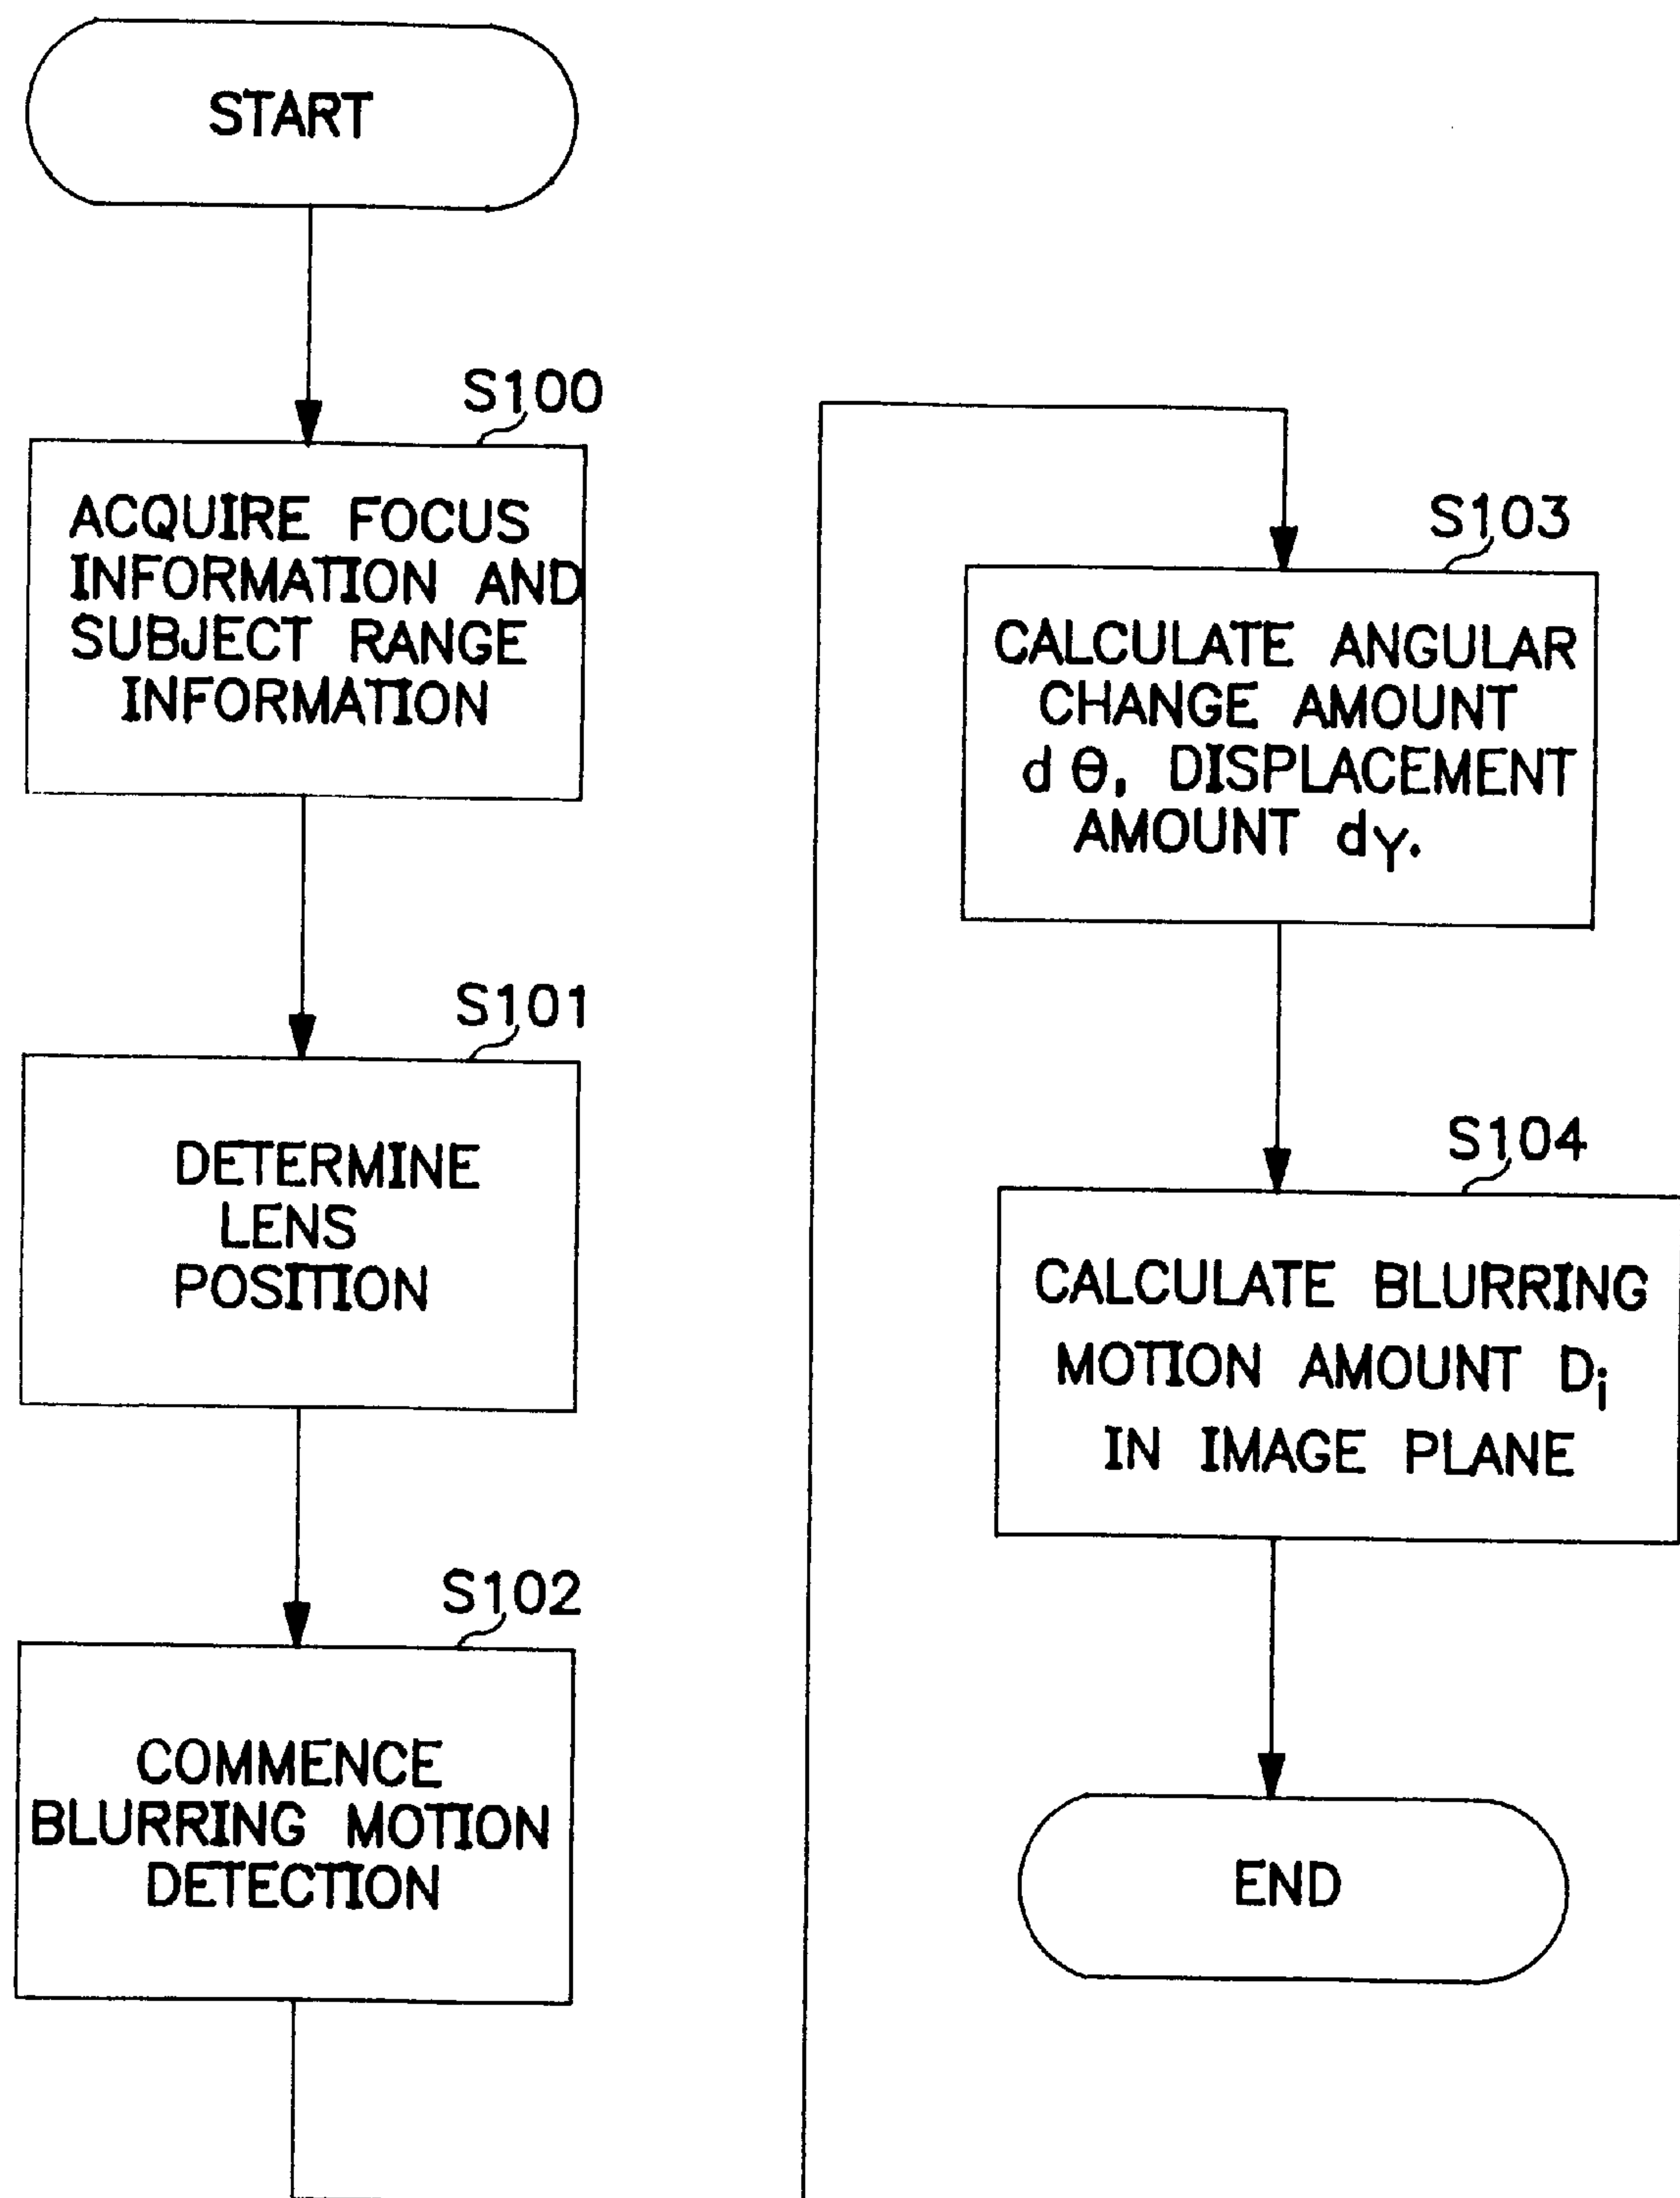 START
S100
ACQUIRE FOCUS
INFORMATION AND
SUBJECT RANGE
INFORMATION
S101
DETERMINE
LENS
POSITION
S102
COMMENCE
BLURRING MOTION
DETECTION
S103
CALCULATE ANGULAR
CHANGE AMOUNT
d θ, DISPLACEMENT
AMOUNT dY.
S104
CALCULATE BLURRING
MOTION AMOUNT Di
IN IMAGE PLANE
END